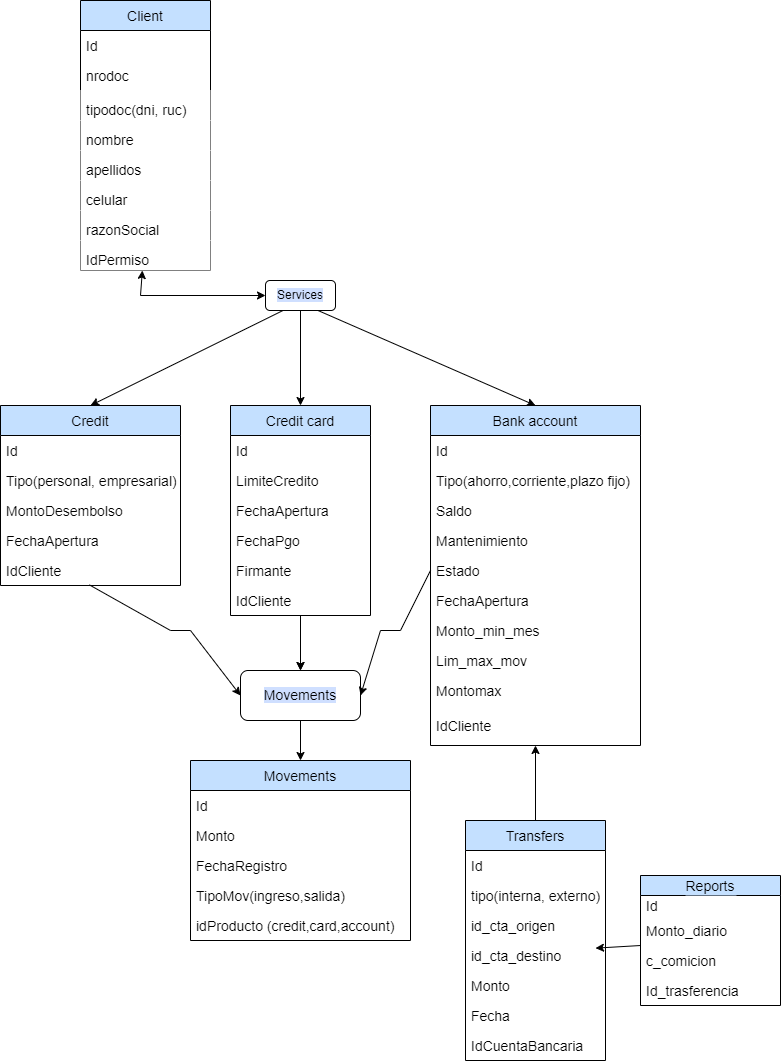 Client
Id
nrodoc
tipodoc(dni, ruc)
nombre
apellidos
celular
razonSocial
IdPermiso
Services
Credit
Id
Tipo(personal, empresarial)
MontoDesembolso
FechaApertura
IdCliente
Credit card
Id
LimiteCredito
FechaApertura
FechaPgo
Firmante
IdCliente
Bank account
Id
Tipo(ahorro,corriente,plazo fijo)
Saldo
Mantenimiento
Estado
FechaApertura
Monto_min_mes
Lim_max_mov
Montomax
IdCliente
Movements
Movements
Id
Monto
FechaRegistro
TipoMov(ingreso,salida)
idProducto (credit,card,account)
Transfers
Id
tipo(interna, externo)
id_cta_origen
id_cta_destino
Monto
Fecha
IdCuentaBancaria
Reports
Id
Monto_diario
c_comicion
Id_trasferencia